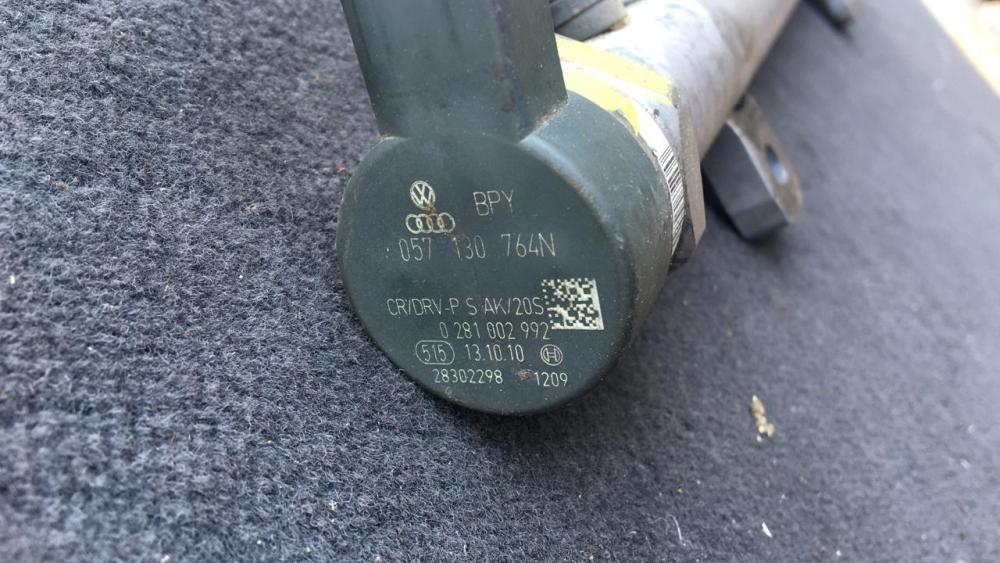 BPY
057 130 764N
CR/DRV-P S AK/20S
0 281 002 992
515 13.10.10
28302298 1209